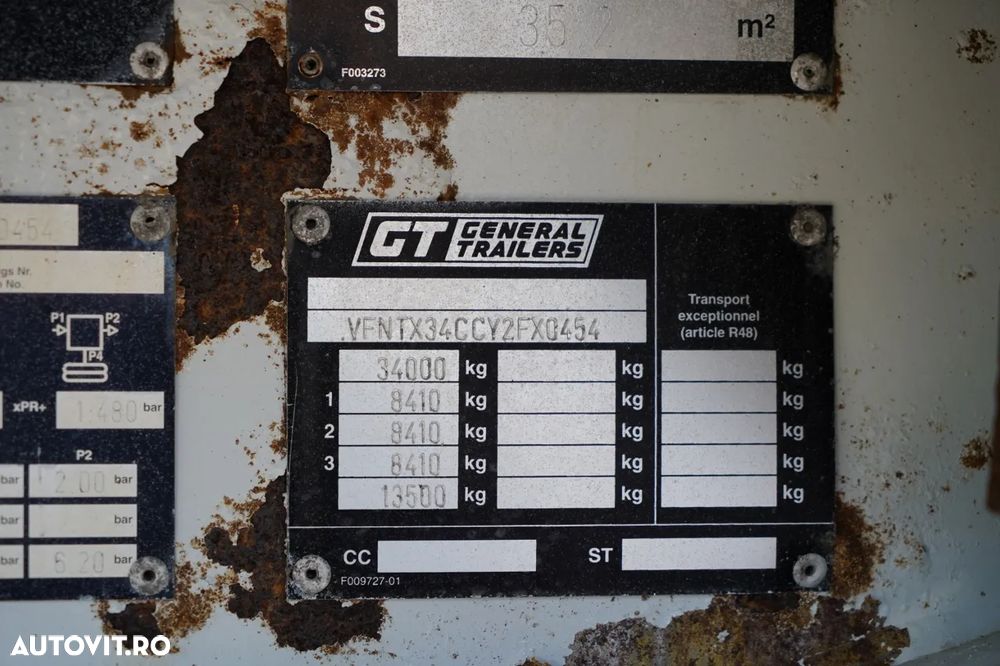 S 35 2 m²
F003273
GT GENERAL TRAILERS
VFNTX34CCY2FX0454
Transport
exceptionnel
(article R48)
34000 kg kg kg
1 8410 kg kg kg
2 8410 kg kg kg
3 8410 kg kg kg
13500 kg kg kg
CC ST
F009727-01
0454
gs Nr.
No.
P1 P2
P4
xPR+ 1.480 bar
P2
bar 2.00 bar
bar bar
bar 6.20 bar
AUTOVIT.RO